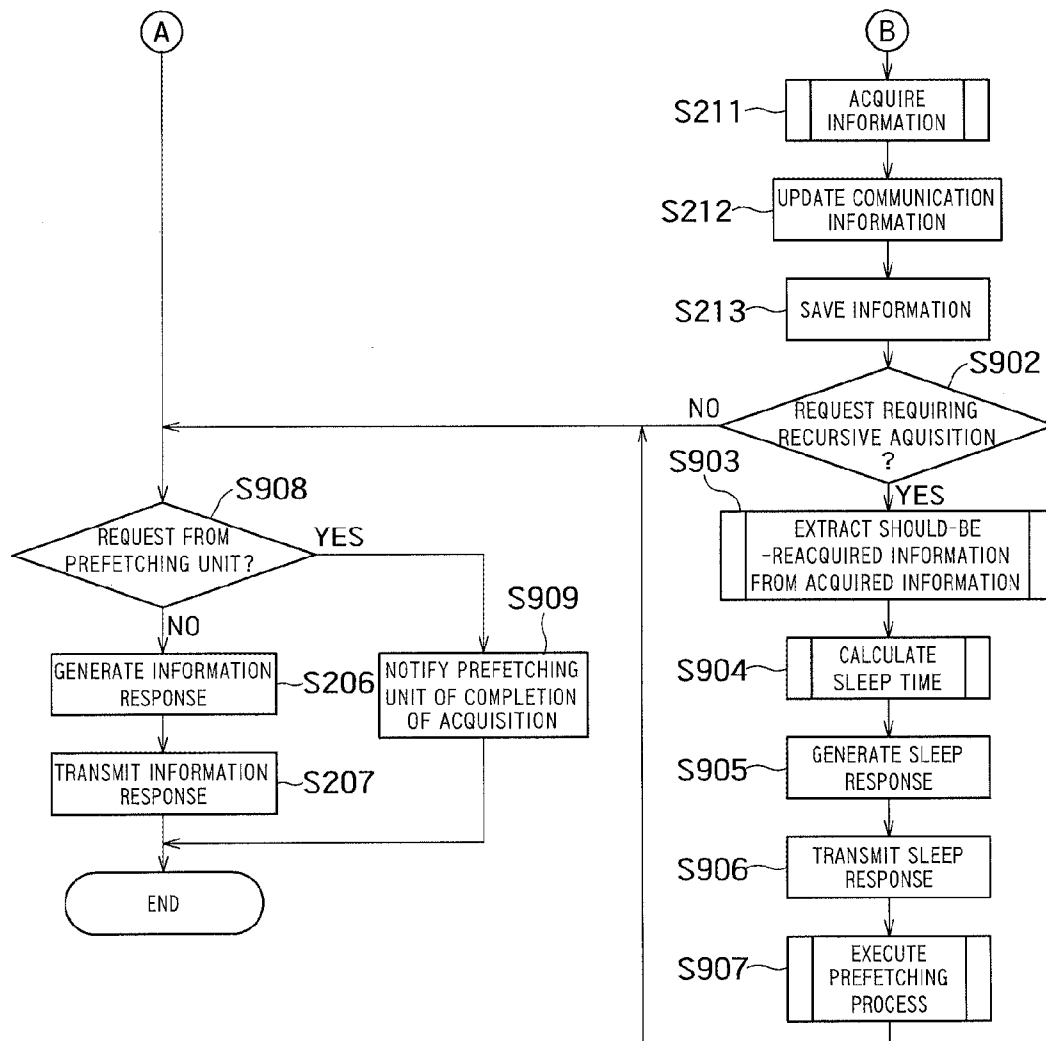 A
B
S211
ACQUIRE
INFORMATION
S212
UPDATE COMMUNICATION
INFORMATION
S213
SAVE INFORMATION
S902
NO
REQUEST REQUIRING
RECURSIVE AQUISITION
?
S903
YES
EXTRACT SHOULD-BE
-REACQUIRED INFORMATION
FROM ACQUIRED INFORMATION
S908
REQUEST FROM
PREFETCHING UNIT?
YES
NO
S909
NOTIFY PREFETCHING
UNIT OF COMPLETION
OF ACQUISITION
GENERATE INFORMATION
RESPONSE
S206
TRANSMIT INFORMATION
RESPONSE
S207
END
S904
CALCULATE
SLEEP TIME
S905
GENERATE SLEEP
RESPONSE
S906
TRANSMIT SLEEP
RESPONSE
S907
EXECUTE
PREFETCHING
PROCESS